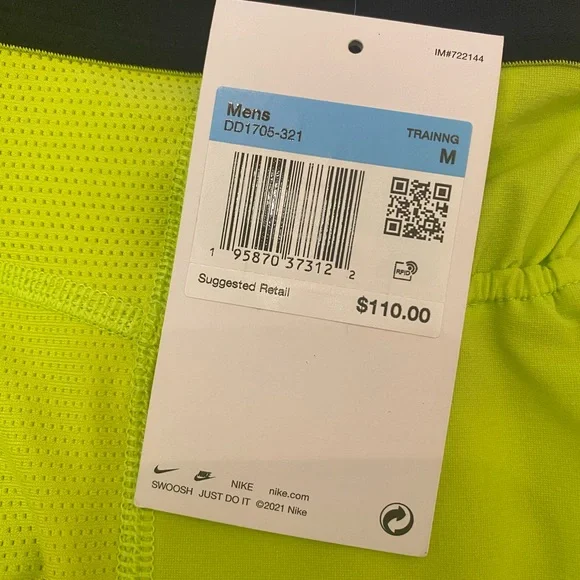 IM#722144
Mens
DD1705-321
TRAINNG
M
1 95870 37312 2
RFID
Suggested Retail
$110.00
NIKE nike.com
SWOOSH JUST DO IT ©2021 Nike